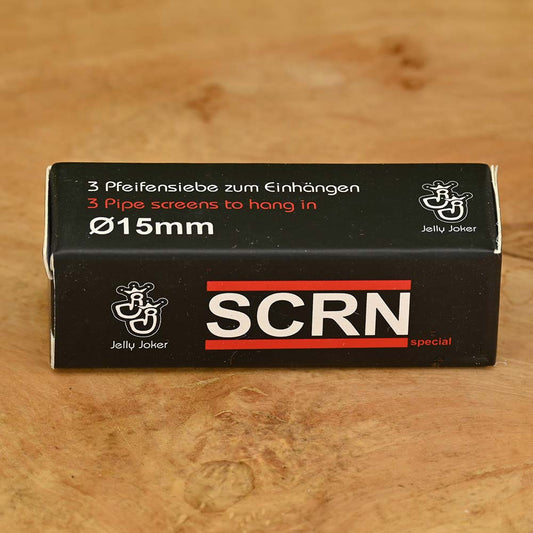 3 Pfeifensiebe zum Einhängen
3 Pipe screens to hang in
Ø15mm
Jelly Joker
Jelly Joker
SCRN
special